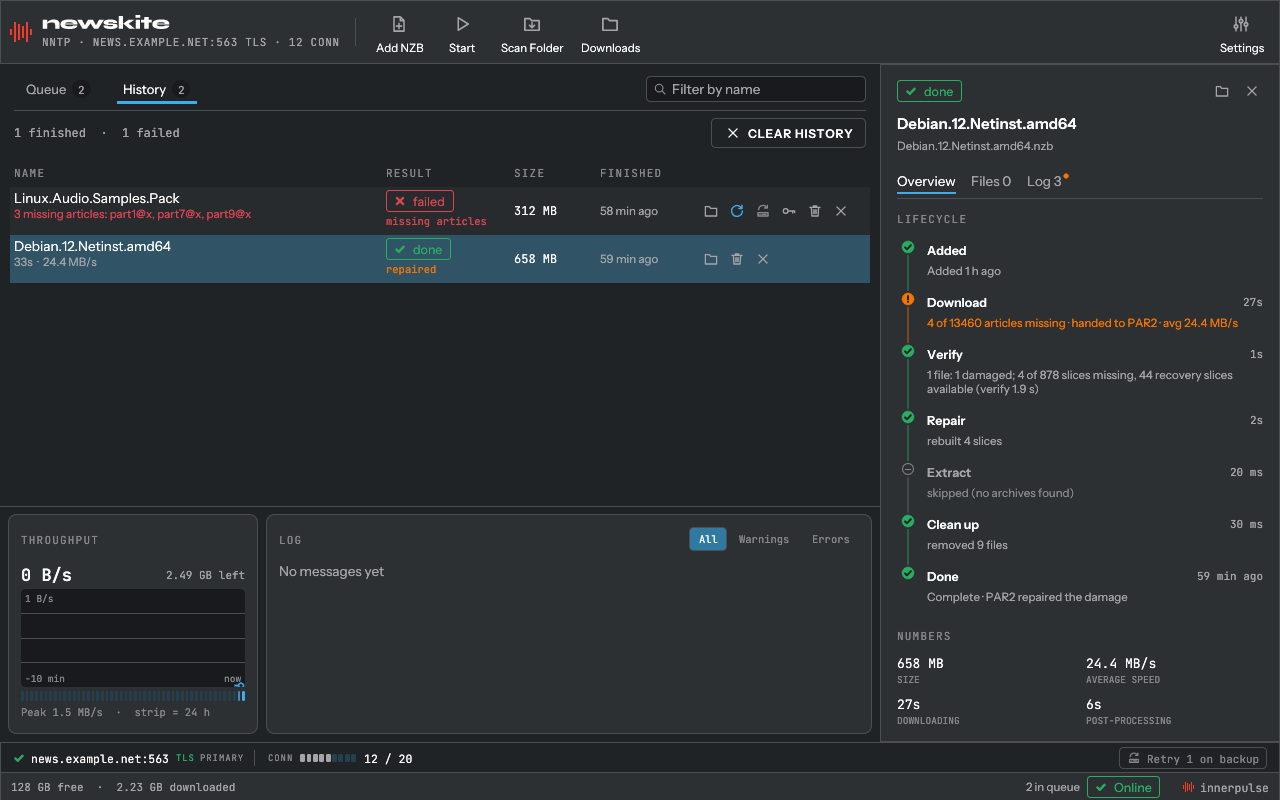 newskite
NNTP · NEWS.EXAMPLE.NET:563 TLS · 12 CONN
Add NZB
Start
Scan Folder
Downloads
Settings
Queue 2
History 2
Filter by name
1 finished · 1 failed
CLEAR HISTORY
NAME RESULT SIZE FINISHED
Linux.Audio.Samples.Pack
3 missing articles: part1@x, part7@x, part9@x
failed
missing articles
312 MB
58 min ago
Debian.12.Netinst.amd64
33s · 24.4 MB/s
done
repaired
658 MB
59 min ago
THROUGHPUT
0 B/s
2.49 GB left
1 B/s
-10 min
now
Peak 1.5 MB/s · strip = 24 h
LOG
All
Warnings
Errors
No messages yet
done
Debian.12.Netinst.amd64
Debian.12.Netinst.amd64.nzb
Overview
Files 0
Log 3
LIFECYCLE
Added
Added 1 h ago
Download 27s
4 of 13460 articles missing · handed to PAR2 · avg 24.4 MB/s
Verify 1s
1 file: 1 damaged; 4 of 878 slices missing, 44 recovery slices
available (verify 1.9 s)
Repair 2s
rebuilt 4 slices
Extract 20 ms
skipped (no archives found)
Clean up 30 ms
removed 9 files
Done 59 min ago
Complete · PAR2 repaired the damage
NUMBERS
658 MB
SIZE
24.4 MB/s
AVERAGE SPEED
27s
DOWNLOADING
6s
POST-PROCESSING
news.example.net:563 TLS PRIMARY
CONN 12 / 20
Retry 1 on backup
128 GB free · 2.23 GB downloaded
2 in queue
Online
innerpulse